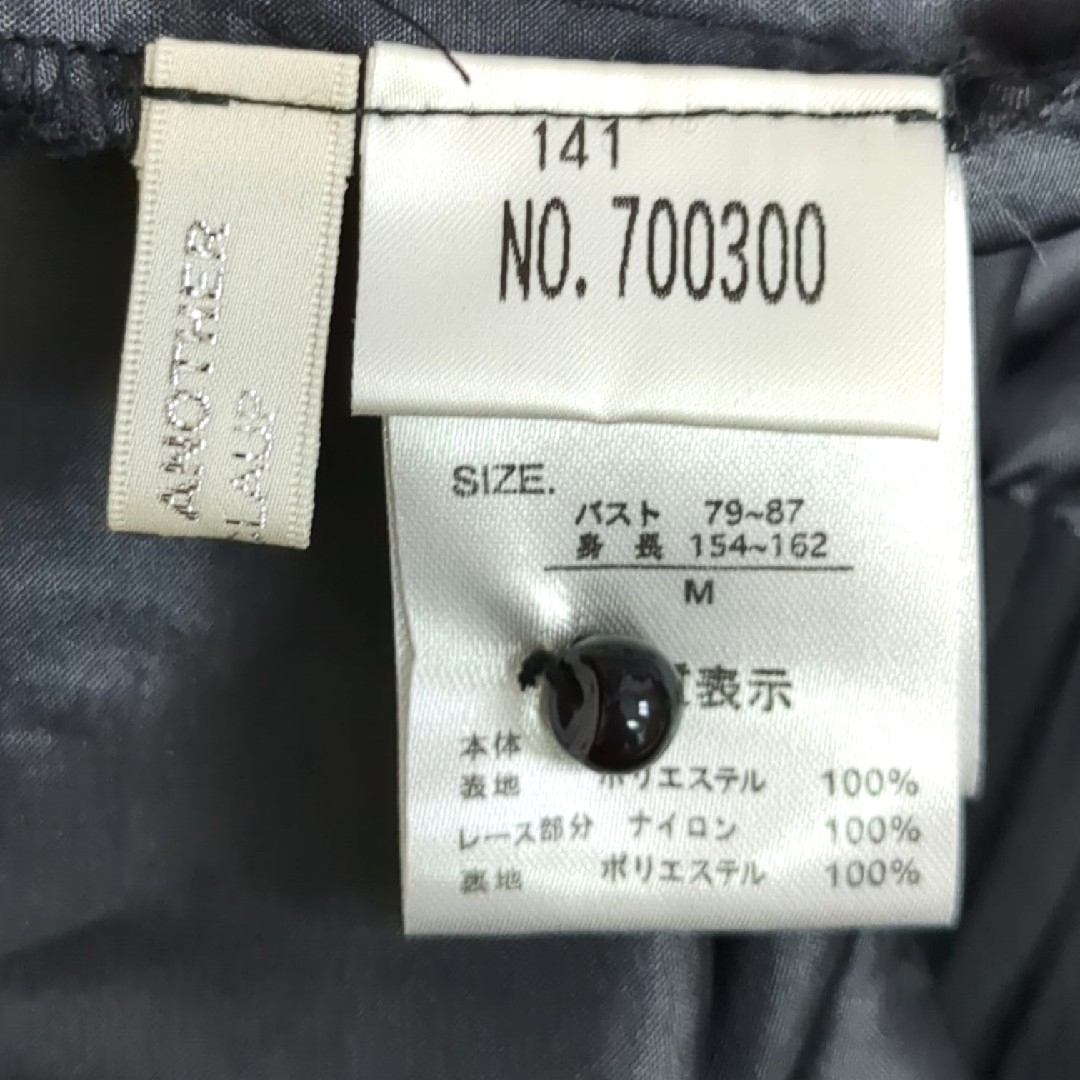 ANOTHER
141
NO. 700300
SIZE.
バスト 79~87
身長 154~162
M
表示
本体
表地 ポリエステル 100%
レース部分 ナイロン 100%
裏地 ポリエステル 100%